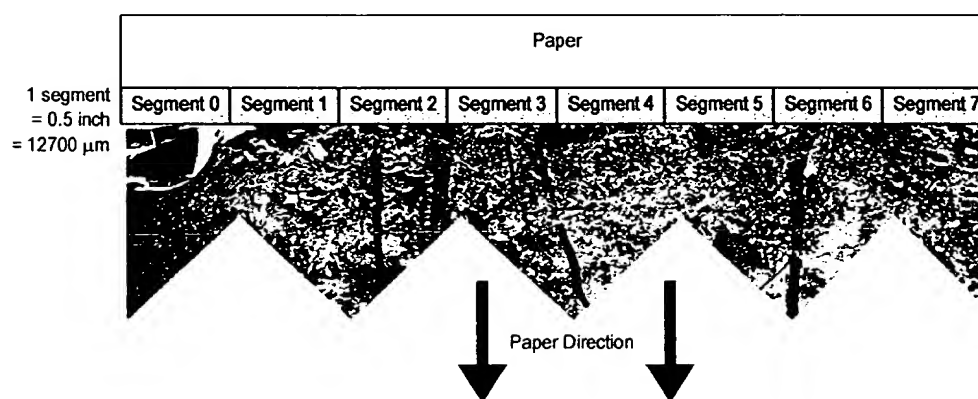 Paper
1 segment
= 0.5 inch
= 12700 µm
Segment 0 Segment 1 Segment 2 Segment 3 Segment 4 Segment 5 Segment 6 Segment 7
Paper Direction